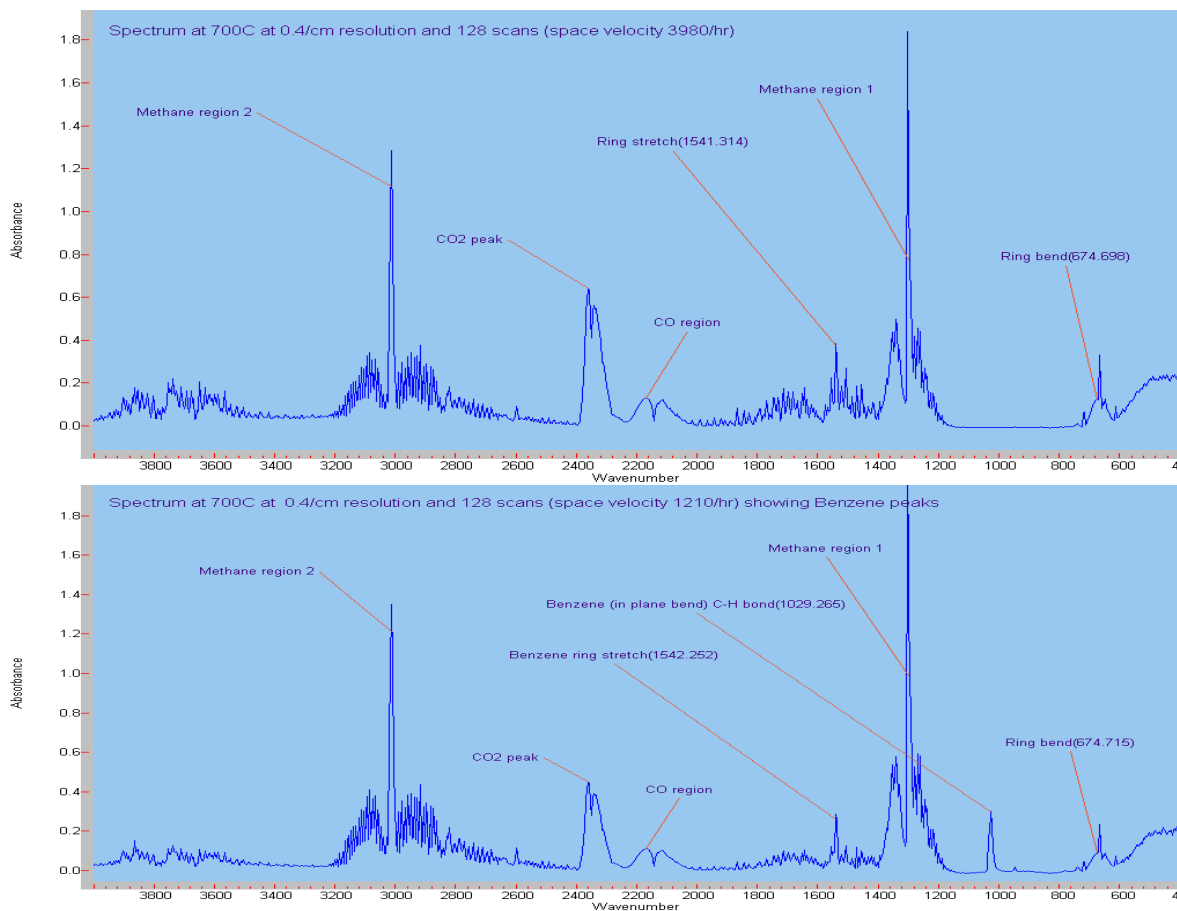 Spectrum at 700C at 0.4/cm resolution and 128 scans (space velocity 3980/hr)
1.8
1.6
1.4
1.2
1.0
0.8
0.6
0.4
0.2
0.0
Absorbance
Methane region 2
Methane region 1
Ring stretch(1541.314)
CO2 peak
CO region
Ring bend(674.698)
3800 3600 3400 3200 3000 2800 2600 2400 2200 2000 1800 1600 1400 1200 1000 800 600
Wavenumber
Spectrum at 700C at 0.4/cm resolution and 128 scans (space velocity 1210/hr) showing Benzene peaks
1.8
1.6
1.4
1.2
1.0
0.8
0.6
0.4
0.2
0.0
Absorbance
Methane region 1
Methane region 2
Benzene (in plane bend) C-H bond(1029.265)
Benzene ring stretch(1542.252)
Ring bend(674.715)
CO2 peak
CO region
3800 3600 3400 3200 3000 2800 2600 2400 2200 2000 1800 1600 1400 1200 1000 800 600
Wavenumber